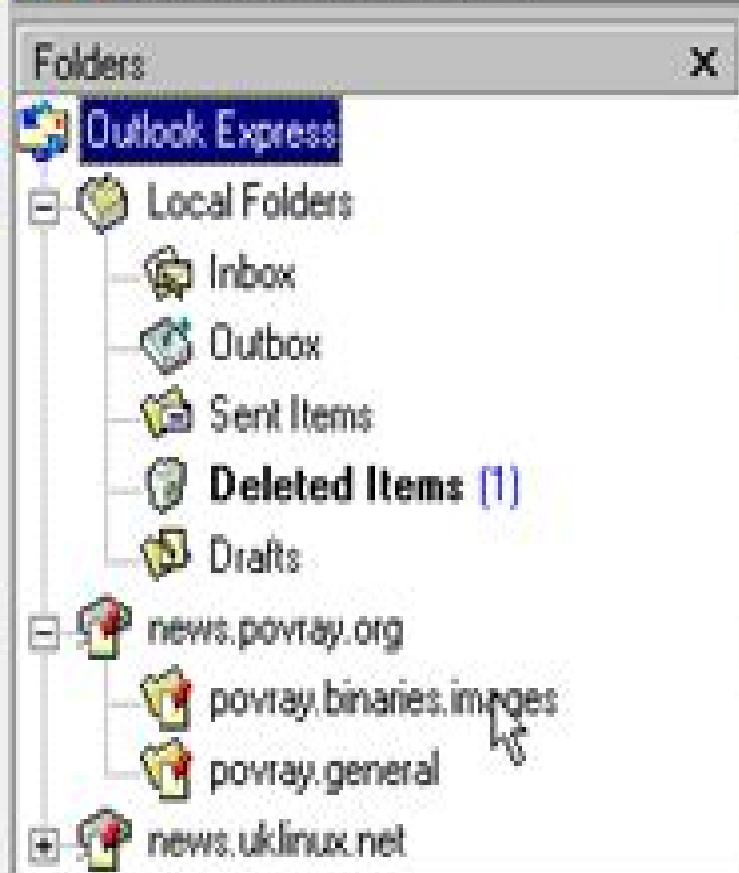 Folders
Outlook Express
Local Folders
Inbox
Outbox
Sent Items
Deleted Items (1)
Drafts
news.povray.org
povray.binaries.images
povray.general
news.uklinux.net